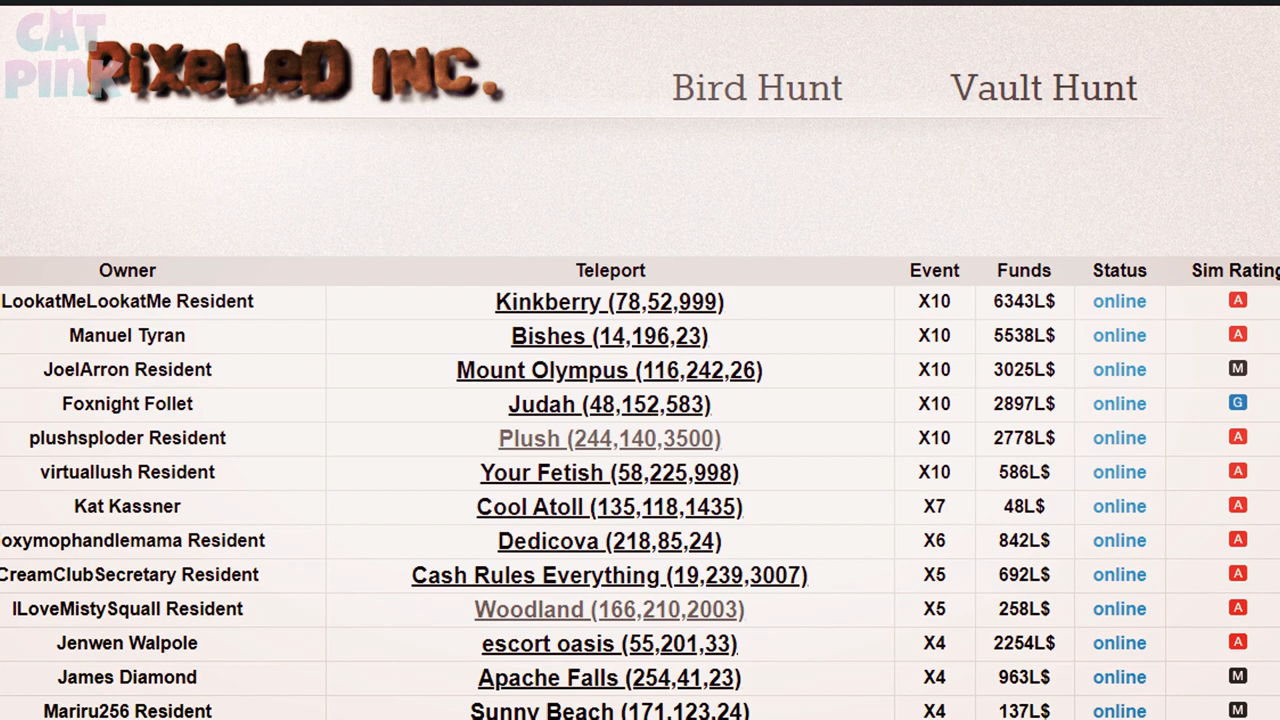 CAT
PINK
PiXeLeD INC.
Bird Hunt Vault Hunt
Owner Teleport Event Funds Status Sim Rating
LookatMeLookatMe Resident Kinkberry (78,52,999) X10 6343L$ online A
Manuel Tyran Bishes (14,196,23) X10 5538L$ online A
JoelArron Resident Mount Olympus (116,242,26) X10 3025L$ online M
Foxnight Follet Judah (48,152,583) X10 2897L$ online G
plushsploder Resident Plush (244,140,3500) X10 2778L$ online A
virtuallush Resident Your Fetish (58,225,998) X10 586L$ online A
Kat Kassner Cool Atoll (135,118,1435) X7 48L$ online A
oxymophandlemama Resident Dedicova (218,85,24) X6 842L$ online A
CreamClubSecretary Resident Cash Rules Everything (19,239,3007) X5 692L$ online A
ILoveMistySquall Resident Woodland (166,210,2003) X5 258L$ online A
Jenwen Walpole escort oasis (55,201,33) X4 2254L$ online A
James Diamond Apache Falls (254,41,23) X4 963L$ online M
Mariru256 Resident Sunny Beach (171,123,24) X4 137L$ online M